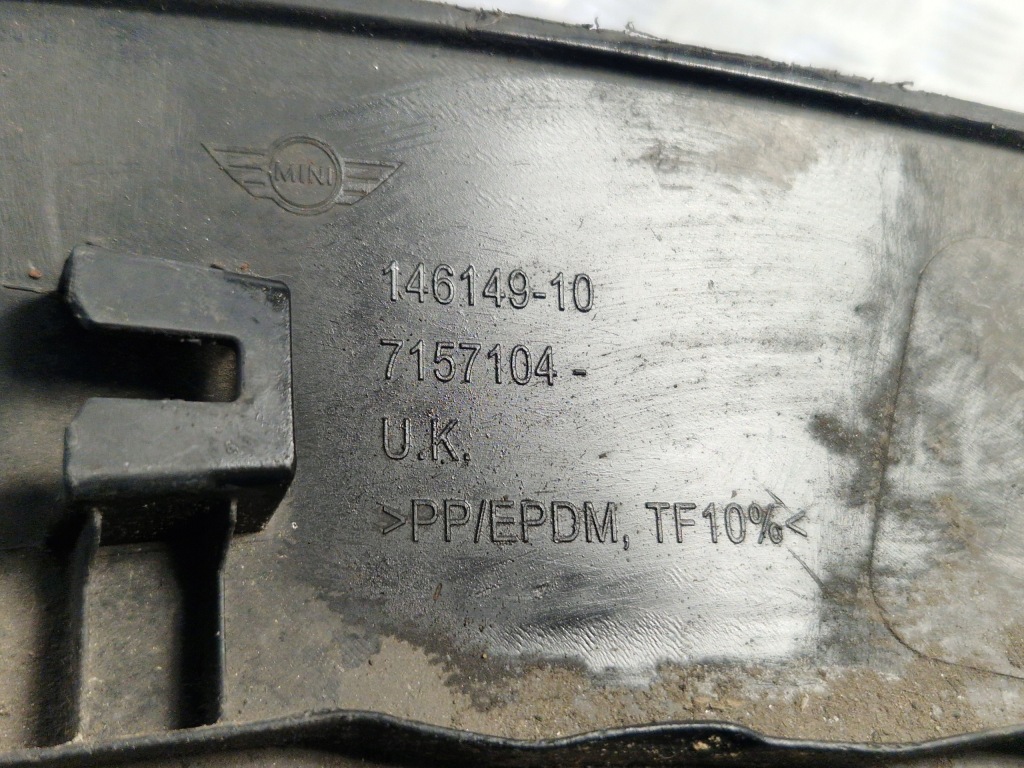 MINI
146149-10
7157104-
U.K.
>PP/EPDM, TF10%<